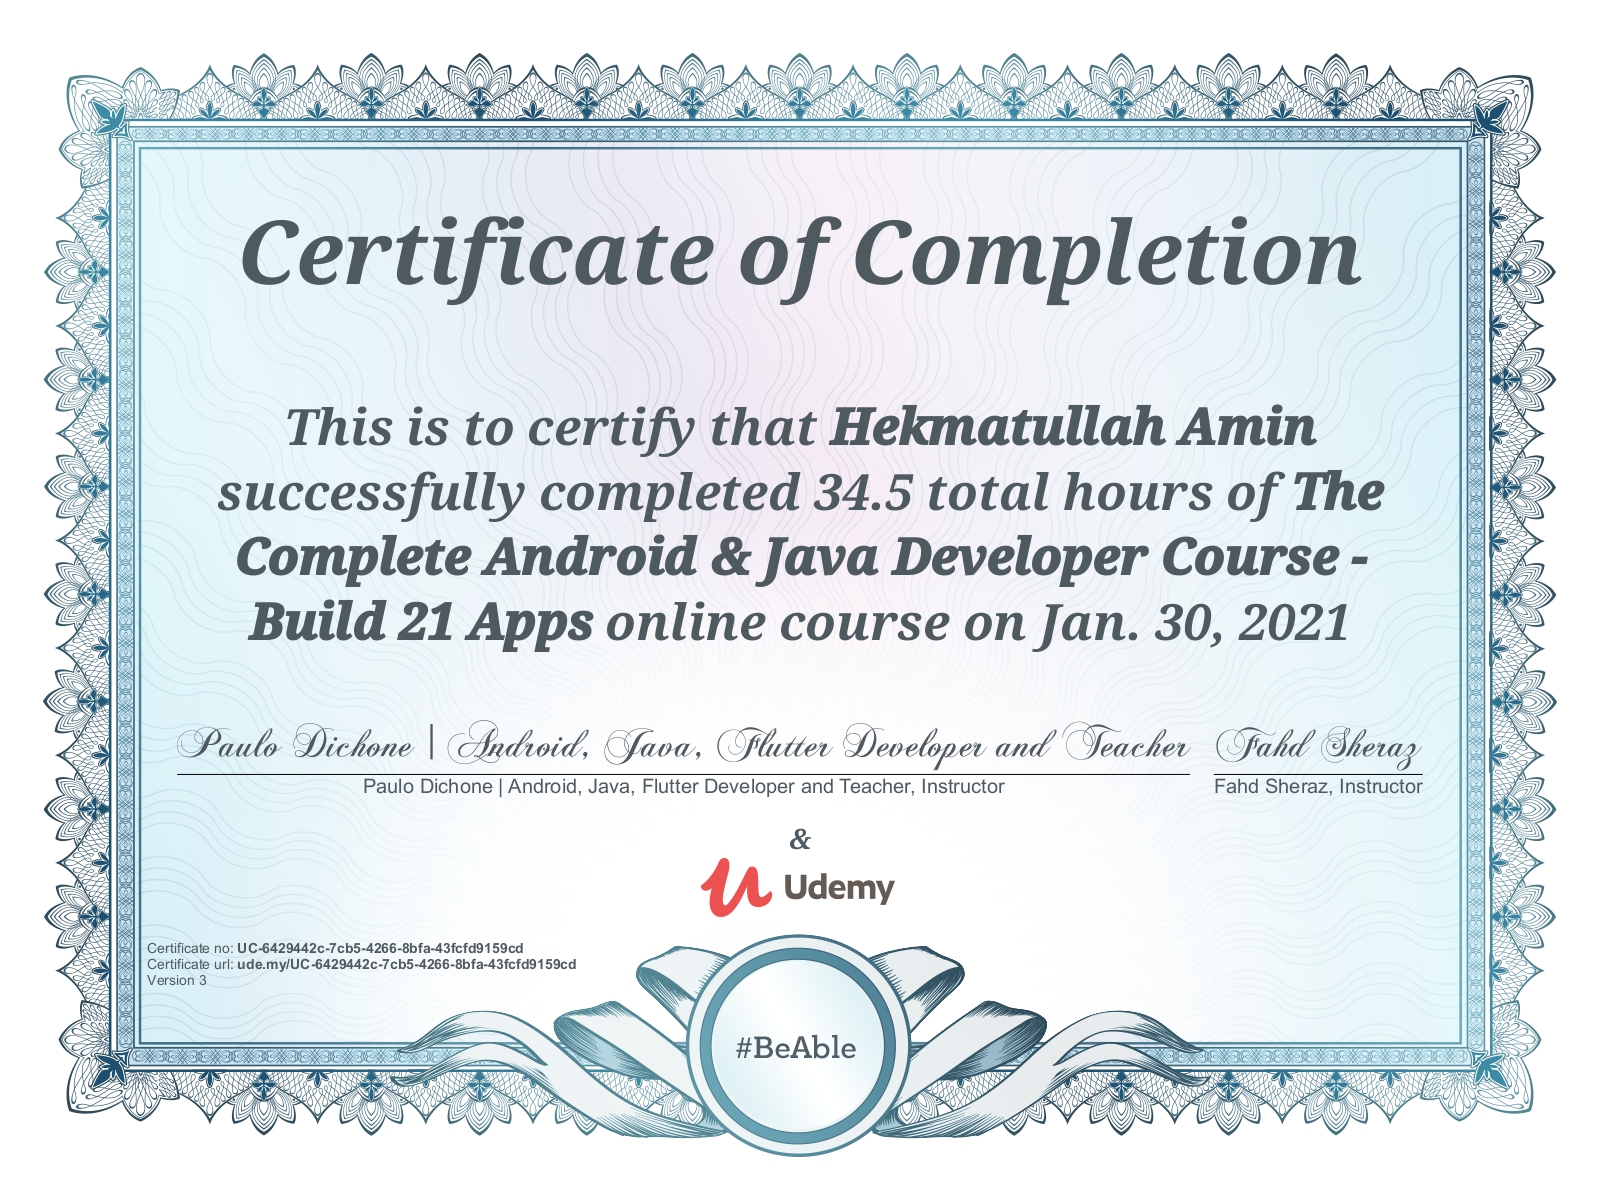 Certificate of Completion
This is to certify that Hekmatullah Amin
successfully completed 34.5 total hours of The
Complete Android & Java Developer Course -
Build 21 Apps online course on Jan. 30, 2021
Paulo Dichone | Android, Java, Flutter Developer and Teacher
Paulo Dichone | Android, Java, Flutter Developer and Teacher, Instructor
Fahd Sheraz
Fahd Sheraz, Instructor
&
Udemy
Certificate no: UC-6429442c-7cb5-4266-8bfa-43fcfd9159cd
Certificate url: ude.my/UC-6429442c-7cb5-4266-8bfa-43fcfd9159cd
Version 3
#BeAble